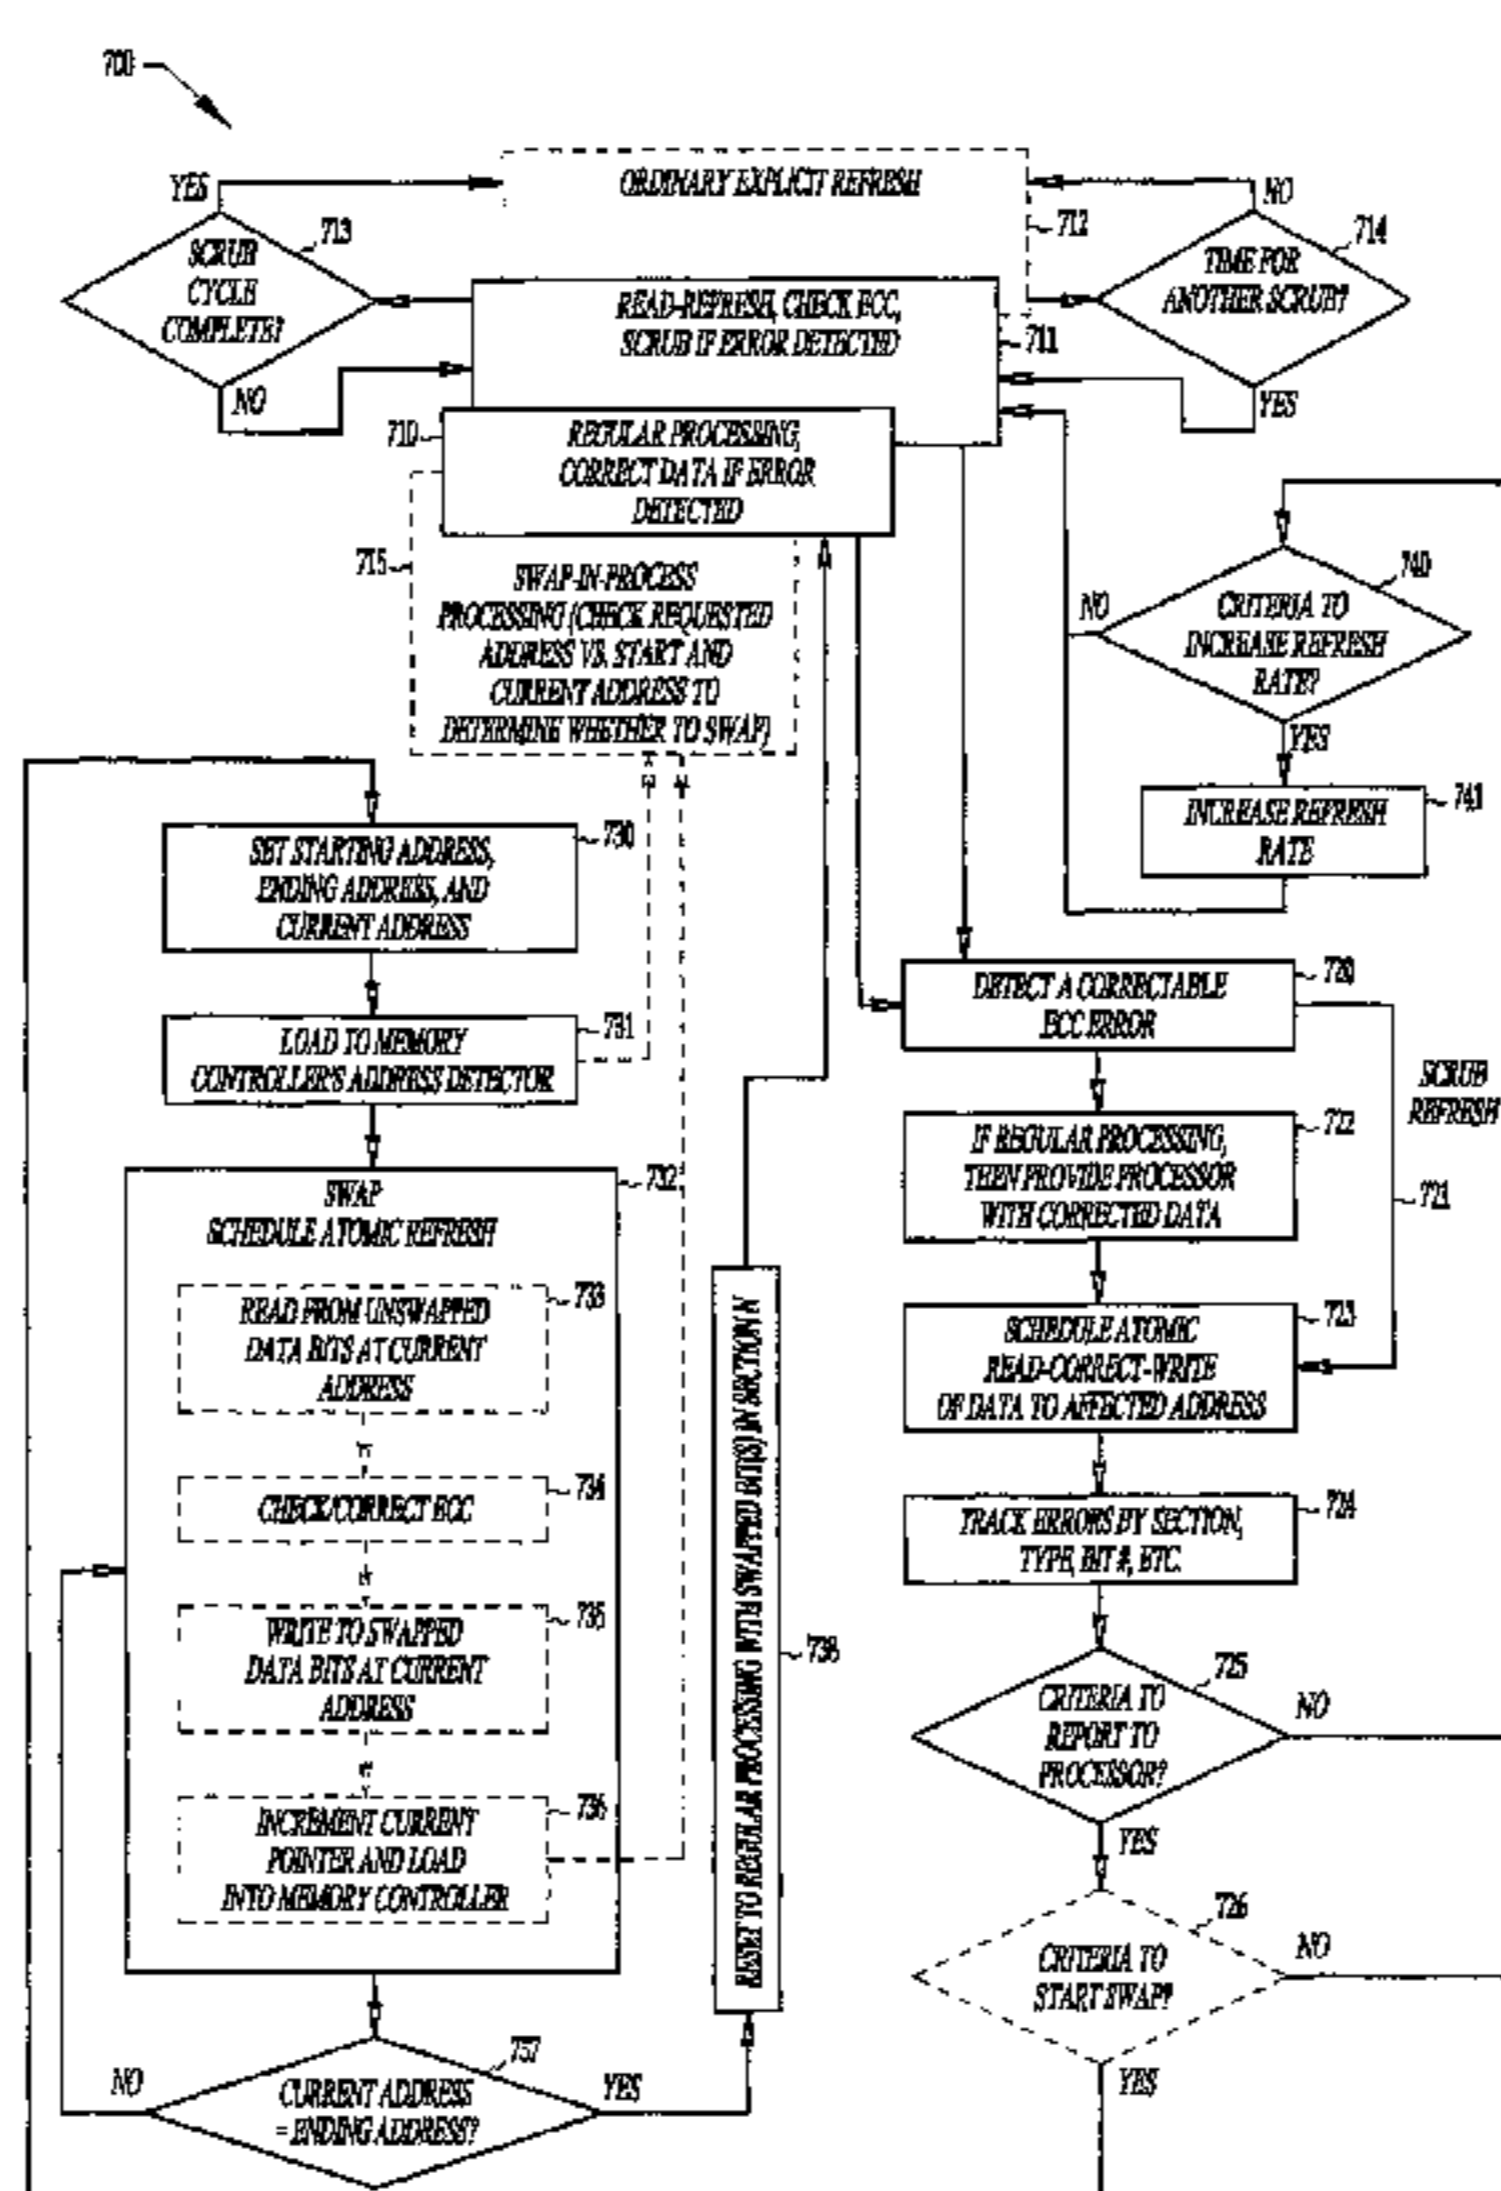 700
ORDINARY EXPLICIT REFRESH
712
YES
713
SCRUB
CYCLE
COMPLETE?
NO
NO
714
TIME FOR
ANOTHER SCRUB?
YES
READ-REFRESH, CHECK ECC,
SCRUB IF ERROR DETECTED
711
710
REGULAR PROCESSING,
CORRECT DATA IF ERROR
DETECTED
715
SWAP-IN-PROCESS
PROCESSING (CHECK REQUESTED
ADDRESS VS. START AND
CURRENT ADDRESS TO
DETERMINE WHETHER TO SWAP)
740
CRITERIA TO
INCREASE REFRESH
RATE?
NO
YES
741
INCREASE REFRESH
RATE
730
SET STARTING ADDRESS,
ENDING ADDRESS, AND
CURRENT ADDRESS
731
LOAD TO MEMORY
CONTROLLER'S ADDRESS DETECTOR
732
SWAP
SCHEDULE ATOMIC REFRESH
733
READ FROM UNSWAPPED
DATA BITS AT CURRENT
ADDRESS
734
CHECK/CORRECT ECC
735
WRITE TO SWAPPED
DATA BITS AT CURRENT
ADDRESS
736
INCREMENT CURRENT
POINTER AND LOAD
INTO MEMORY CONTROLLER
737
CURRENT ADDRESS
= ENDING ADDRESS?
NO
YES
RESET TO REGULAR PROCESSING WITH SWAPPED BIT(S) IN SECTION N
738
720
DETECT A CORRECTABLE
ECC ERROR
SCRUB
REFRESH
721
722
IF REGULAR PROCESSING,
THEN PROVIDE PROCESSOR
WITH CORRECTED DATA
723
SCHEDULE ATOMIC
READ-CORRECT-WRITE
OF DATA TO AFFECTED ADDRESS
724
TRACK ERRORS BY SECTION,
TYPE, BIT #, ETC.
725
CRITERIA TO
REPORT TO
PROCESSOR?
NO
YES
726
CRITERIA TO
START SWAP?
NO
YES